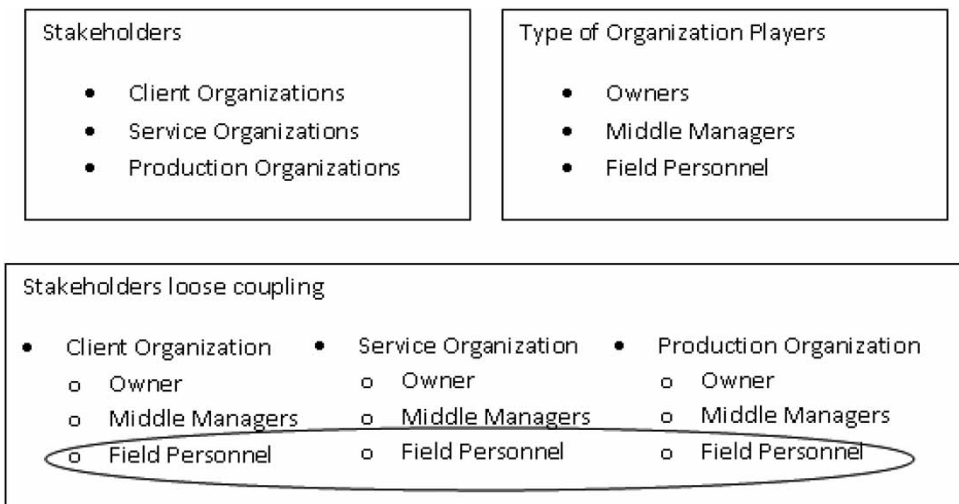 Stakeholders
• Client Organizations
• Service Organizations
• Production Organizations
Type of Organization Players
• Owners
• Middle Managers
• Field Personnel
Stakeholders loose coupling
• Client Organization
o Owner
o Middle Managers
o Field Personnel
• Service Organization
o Owner
o Middle Managers
o Field Personnel
• Production Organization
o Owner
o Middle Managers
o Field Personnel